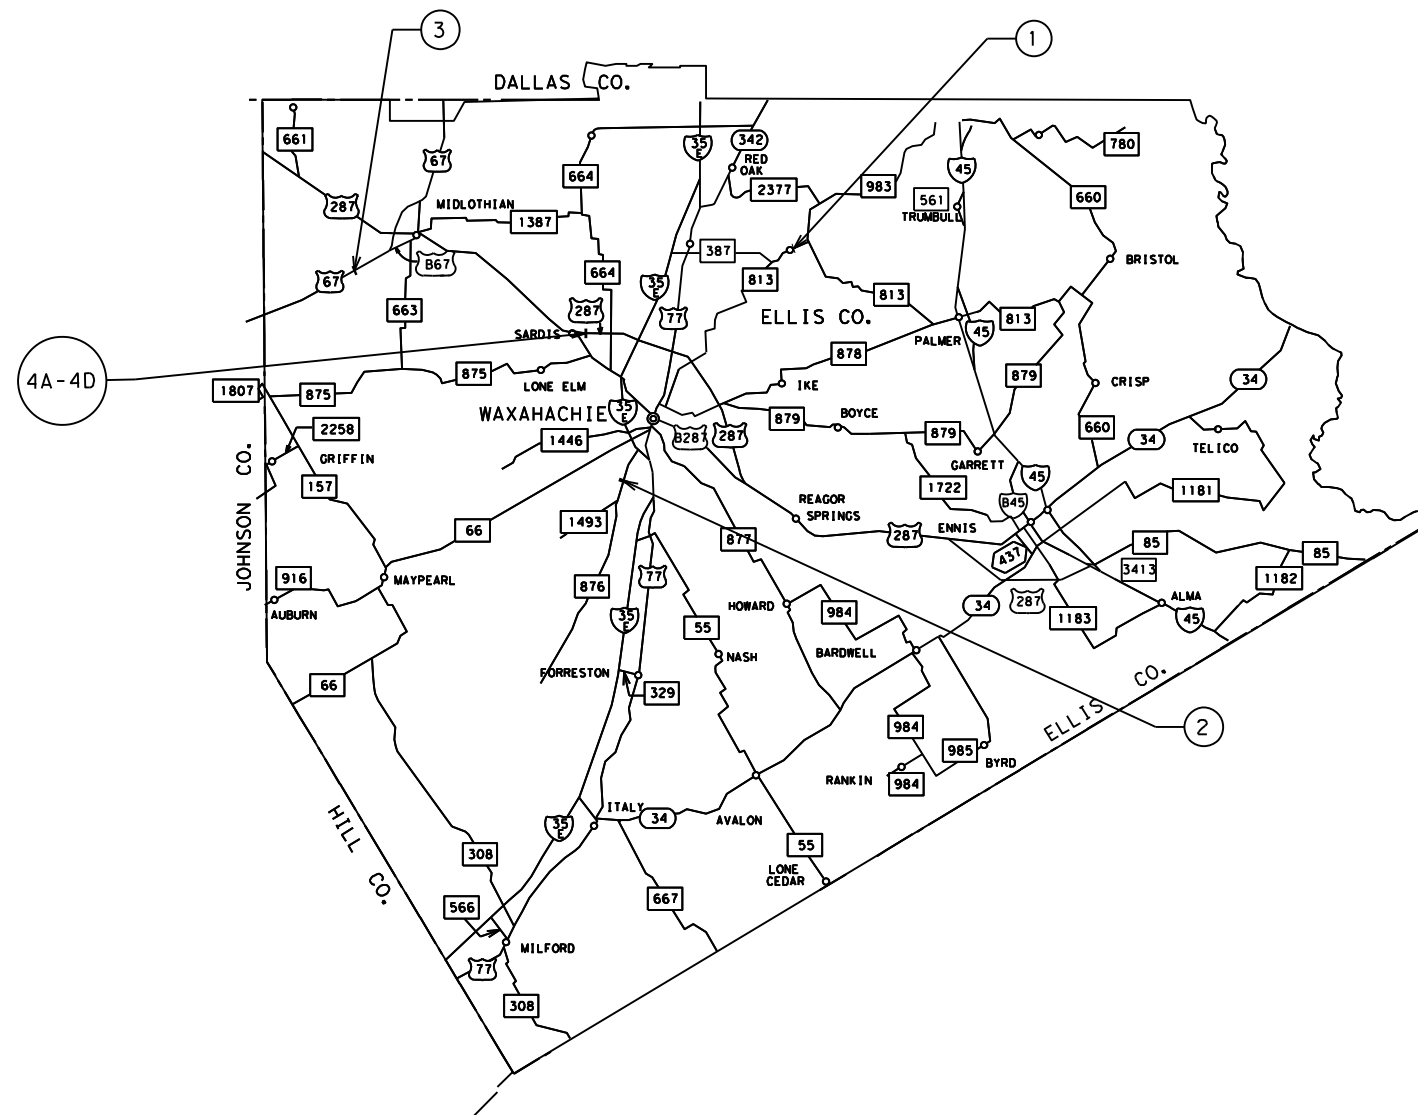 3
1
DALLAS CO.
661
67
35
E
342
RED
OAK
780
664
2377
983
45
561
TRUMBULL
660
287
MIDLOTHIAN
1387
B67
387
BRISTOL
67
664
35
E
813
813
663
287
77
ELLIS CO.
813
SARDIS
45
PALMER
4A-4D
878
875
875
LONE ELM
IKE
879
CRISP
34
1807
WAXAHACHIE
35
E
BOYCE
879
879
660
34
2258
1446
B287
287
TELICO
GRIFFIN
GARRETT
JOHNSON CO.
157
45
1722
1181
REAGOR
SPRINGS
B45
66
1493
877
287
ENNIS
437
85
85
916
MAYPEARL
876
77
3413
1182
AUBURN
HOWARD
984
34
287
1183
ALMA
45
35
E
55
BARDWELL
NASH
66
FORRESTON
329
ELLIS CO.
984
2
985
BYRD
RANKIN
984
HILL CO.
35
E
ITALY
34
AVALON
308
55
LONE
CEDAR
566
667
MILFORD
77
308